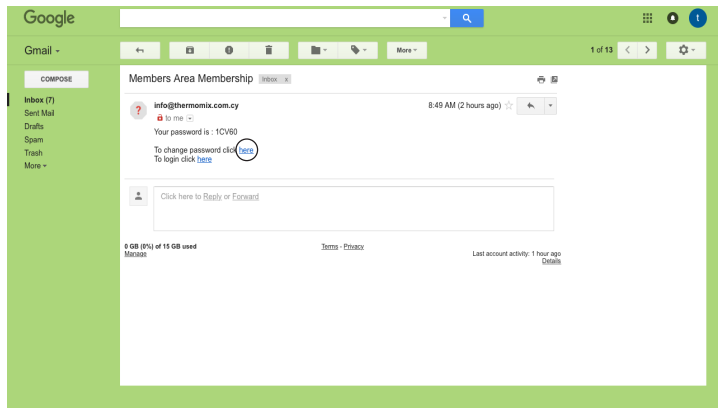 Google
t
Gmail
More
1 of 13
COMPOSE
Inbox (7)
Sent Mail
Drafts
Spam
Trash
More
Members Area Membership Inbox x
?
info@thermomix.com.cy
8:49 AM (2 hours ago)
to me
Your password is : 1CV60
To change password click here
To login click here
Click here to Reply or Forward
0 GB (0%) of 15 GB used
Manage
Terms - Privacy
Last account activity: 1 hour ago
Details